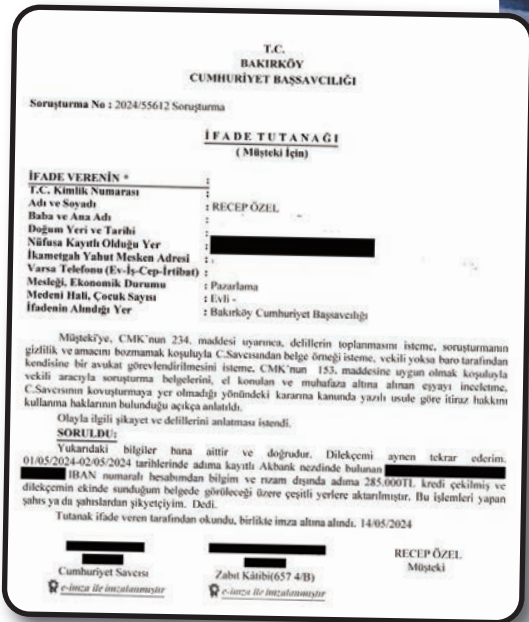 T.C.
BAKIRKÖY
CUMHURİYET BAŞSAVCILIĞI
Soruşturma No : 2024/55612 Soruşturma
İFADE TUTANAĞI
( Müşteki İçin)
İFADE VERENİN * :
T.C. Kimlik Numarası :
Adı ve Soyadı : RECEP ÖZEL
Baba ve Ana Adı :
Doğum Yeri ve Tarihi :
Nüfusa Kayıtlı Olduğu Yer
İkametgah Yahut Mesken Adresi :
Varsa Telefonu (Ev-İş-Cep-İrtibat) :
Mesleği, Ekonomik Durumu : Pazarlama
Medeni Hali, Çocuk Sayısı : Evli -
İfadenin Alındığı Yer : Bakırköy Cumhuriyet Başsavcılığı
Müşteki'ye, CMK'nun 234. maddesi uyarınca, delillerin toplanmasını isteme, soruşturmanın
gizlilik ve amacını bozmamak koşuluyla C.Savcısından belge örneği isteme, vekili yoksa baro tarafından
kendisine bir avukat görevlendirilmesini isteme, CMK'nun 153. maddesine uygun olmak koşuluyla
vekili aracıyla soruşturma belgelerini, el konulan ve muhafaza altına alınan eşyayı inceletme,
C.Savcısının kovuşturmaya yer olmadığı yönündeki kararına kanunda yazılı usule göre itiraz hakkını
kullanma haklarının bulunduğu açıkça anlatıldı.
Olayla ilgili şikayet ve delillerini anlatması istendi.
SORULDU:
Yukarıdaki bilgiler bana aittir ve doğrudur. Dilekçemi aynen tekrar ederim.
01/05/2024-02/05/2024 tarihlerinde adıma kayıtlı Akbank nezdinde bulunan
IBAN numaralı hesabımdan bilgim ve rızam dışında adıma 285.000TL kredi çekilmiş ve
dilekçemin ekinde sunduğum belgede görüleceği üzere çeşitli yerlere aktarılmıştır. Bu işlemleri yapan
şahıs ya da şahıslardan şikyetçiyim. Dedi.
Tutanak ifade veren tarafından okundu, birlikte imza altına alındı. 14/05/2024
Cumhuriyet Savcısı
e-imza ile imzalanmıştır
Zabıt Kâtibi(657 4/B)
e-imza ile imzalanmıştır
RECEP ÖZEL
Müşteki